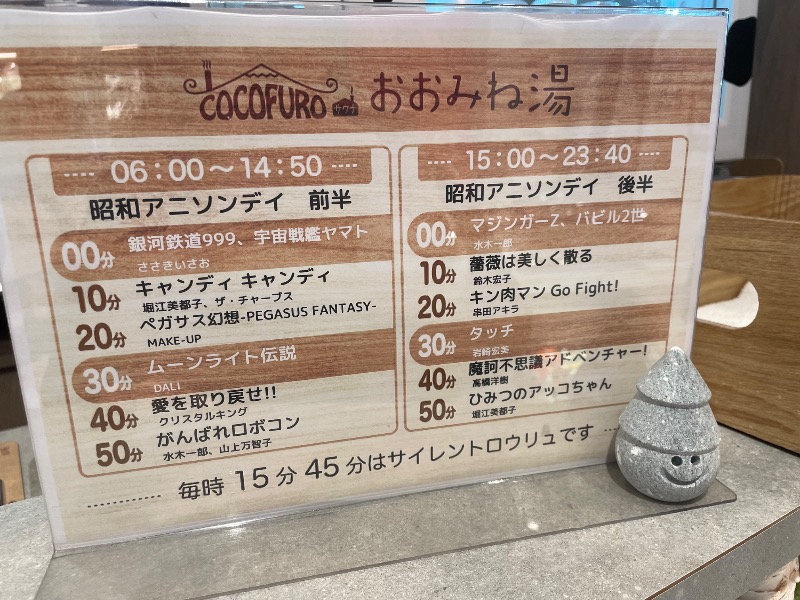 COCOFURO サウナ おおみね湯
06:00～14:50
昭和アニソンデイ 前半
00分 銀河鉄道999、宇宙戦艦ヤマト
ささきいさお
10分 キャンディ キャンディ
堀江美都子、ザ・チャープス
20分 ペガサス幻想-PEGASUS FANTASY-
MAKE-UP
30分 ムーンライト伝説
DALI
40分 愛を取り戻せ!!
クリスタルキング
50分 がんばれロボコン
水木一郎、山上万智子
15:00～23:40
昭和アニソンデイ 後半
00分 マジンガーZ、バビル2世
水木一郎
10分 薔薇は美しく散る
鈴木宏子
20分 キン肉マン Go Fight!
串田アキラ
30分 タッチ
岩崎宏美
40分 魔訶不思議アドベンチャー!
高橋洋樹
50分 ひみつのアッコちゃん
堀江美都子
毎時 15分 45分はサイレントロウリュです